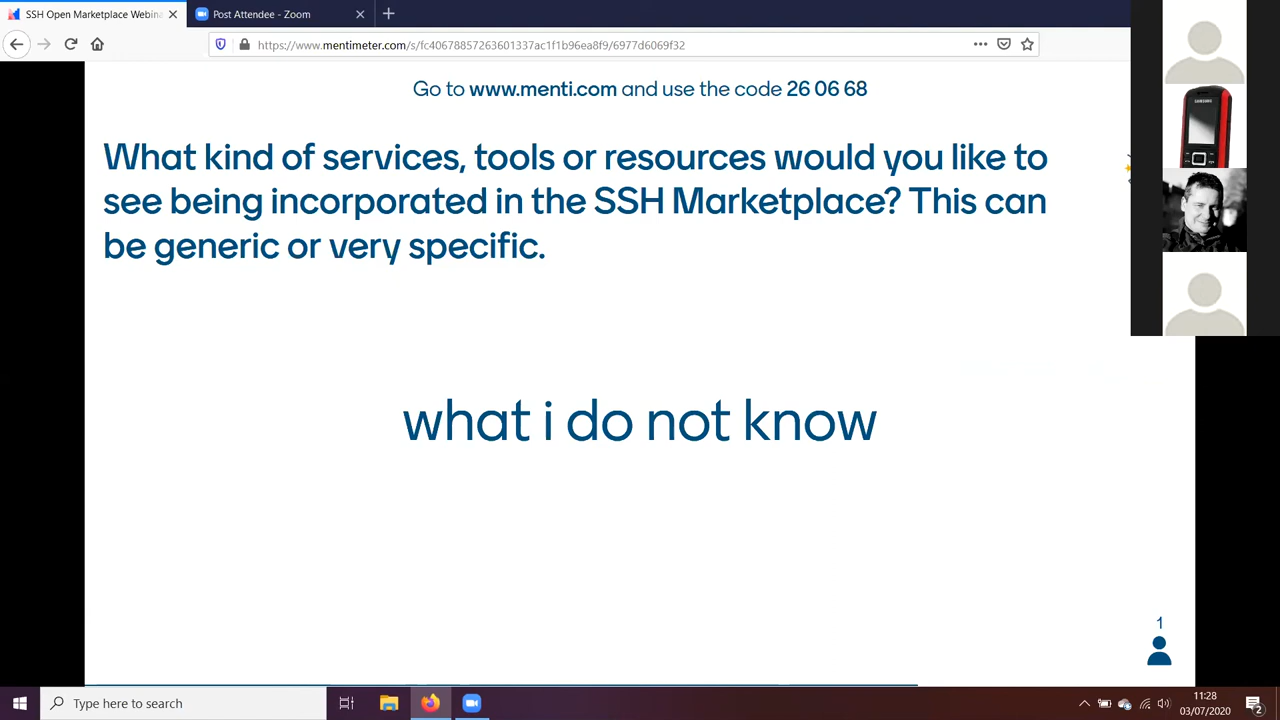 SSH Open Marketplace Webina
Post Attendee - Zoom
https://www.mentimeter.com/s/fc40678857263601337ac1f1b96ea8f9/6977d6069f32
Go to www.menti.com and use the code 26 06 68
SAMSUNG
What kind of services, tools or resources would you like to
see being incorporated in the SSH Marketplace? This can
be generic or very specific.
what i do not know
1
Type here to search
11:28
03/07/2020
2